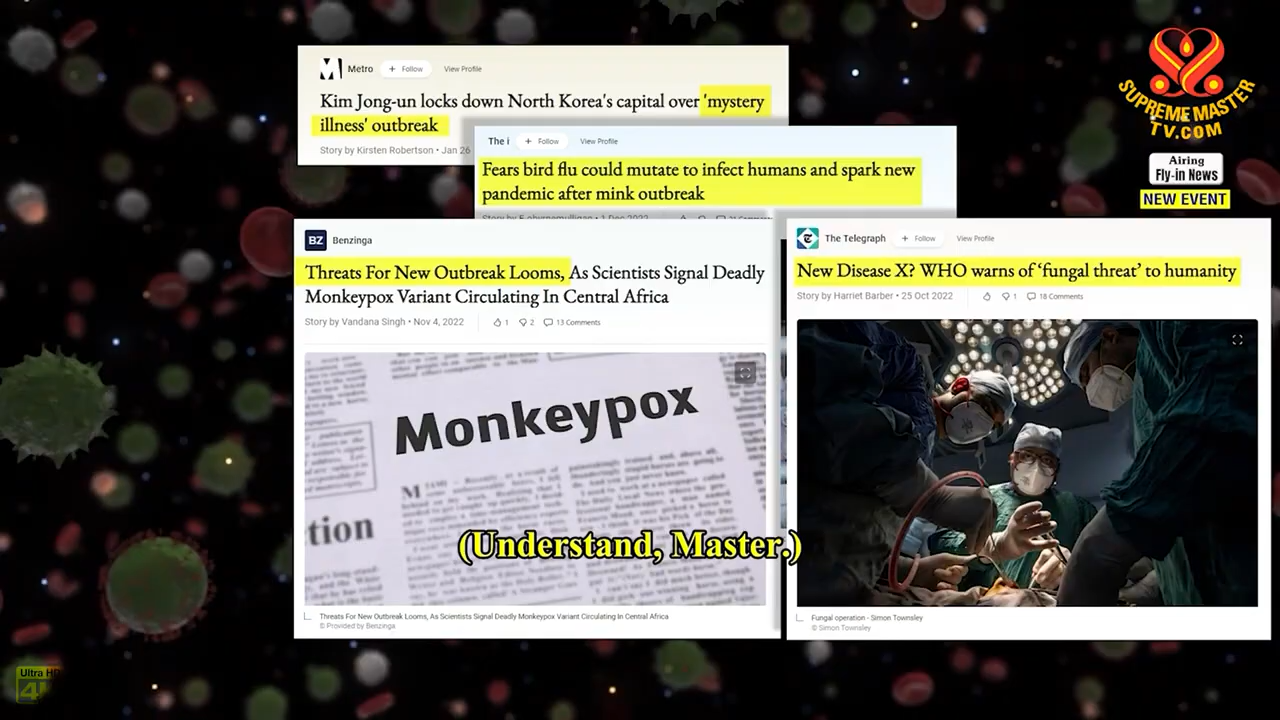 Metro
+ Follow
View Profile
Kim Jong-un locks down North Korea's capital over 'mystery
illness' outbreak
Story by Kirsten Robertson • Jan 26
The i
+ Follow
View Profile
Fears bird flu could mutate to infect humans and spark new
pandemic after mink outbreak
BZ
Benzinga
Threats For New Outbreak Looms, As Scientists Signal Deadly
Monkeypox Variant Circulating In Central Africa
Story by Vandana Singh • Nov 4, 2022
1
2
13 Comments
Monkeypox
tion
Threats For New Outbreak Looms, As Scientists Signal Deadly Monkeypox Variant Circulating In Central Africa
© Provided by Benzinga
The Telegraph
+ Follow
View Profile
New Disease X? WHO warns of ‘fungal threat’ to humanity
Story by Harriet Barber • 25 Oct 2022
1
18 Comments
Fungal operation - Simon Townsley
© Simon Townsley
(Understand, Master.)
SUPREME MASTER
TV.COM
Airing
Fly-in News
NEW EVENT
Ultra HD
4K